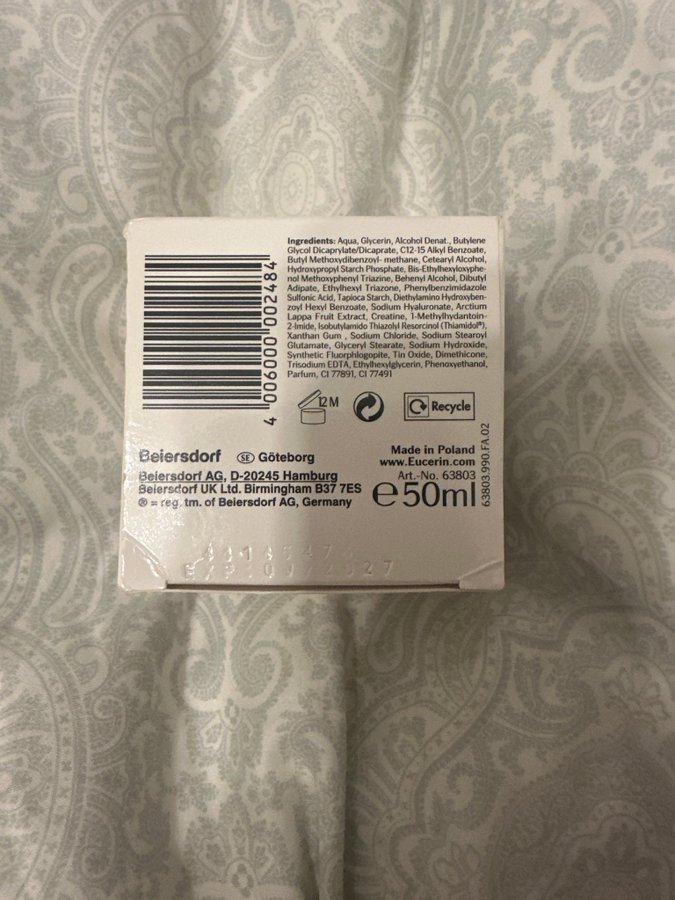 Ingredients: Aqua, Glycerin, Alcohol Denat., Butylene
Glycol Dicaprylate/Dicaprate, C12-15 Alkyl Benzoate,
Butyl Methoxydibenzoyl- methane, Cetearyl Alcohol,
Hydroxypropyl Starch Phosphate, Bis-Ethylhexyloxyphe-
nol Methoxyphenyl Triazine, Behenyl Alcohol, Dibutyl
Adipate, Ethylhexyl Triazone, Phenylbenzimidazole
Sulfonic Acid, Tapioca Starch, Diethylamino Hydroxyben-
zoyl Hexyl Benzoate, Sodium Hyaluronate, Arctium
Lappa Fruit Extract, Creatine, 1-Methylhydantoin-
2-Imide, Isobutylamido Thiazolyl Resorcinol (Thiamidol®),
Xanthan Gum , Sodium Chloride, Sodium Stearoyl
Glutamate, Glyceryl Stearate, Sodium Hydroxide,
Synthetic Fluorphlogopite, Tin Oxide, Dimethicone,
Trisodium EDTA, Ethylhexylglycerin, Phenoxyethanol,
Parfum, CI 77891, CI 77491
4 006000 002484
12 M
Recycle
Beiersdorf SE Göteborg
Beiersdorf AG, D-20245 Hamburg
Beiersdorf UK Ltd. Birmingham B37 7ES
® = reg. tm. of Beiersdorf AG, Germany
Made in Poland
www.Eucerin.com
Art.-No. 63803
e50ml
63803.990.FA.02